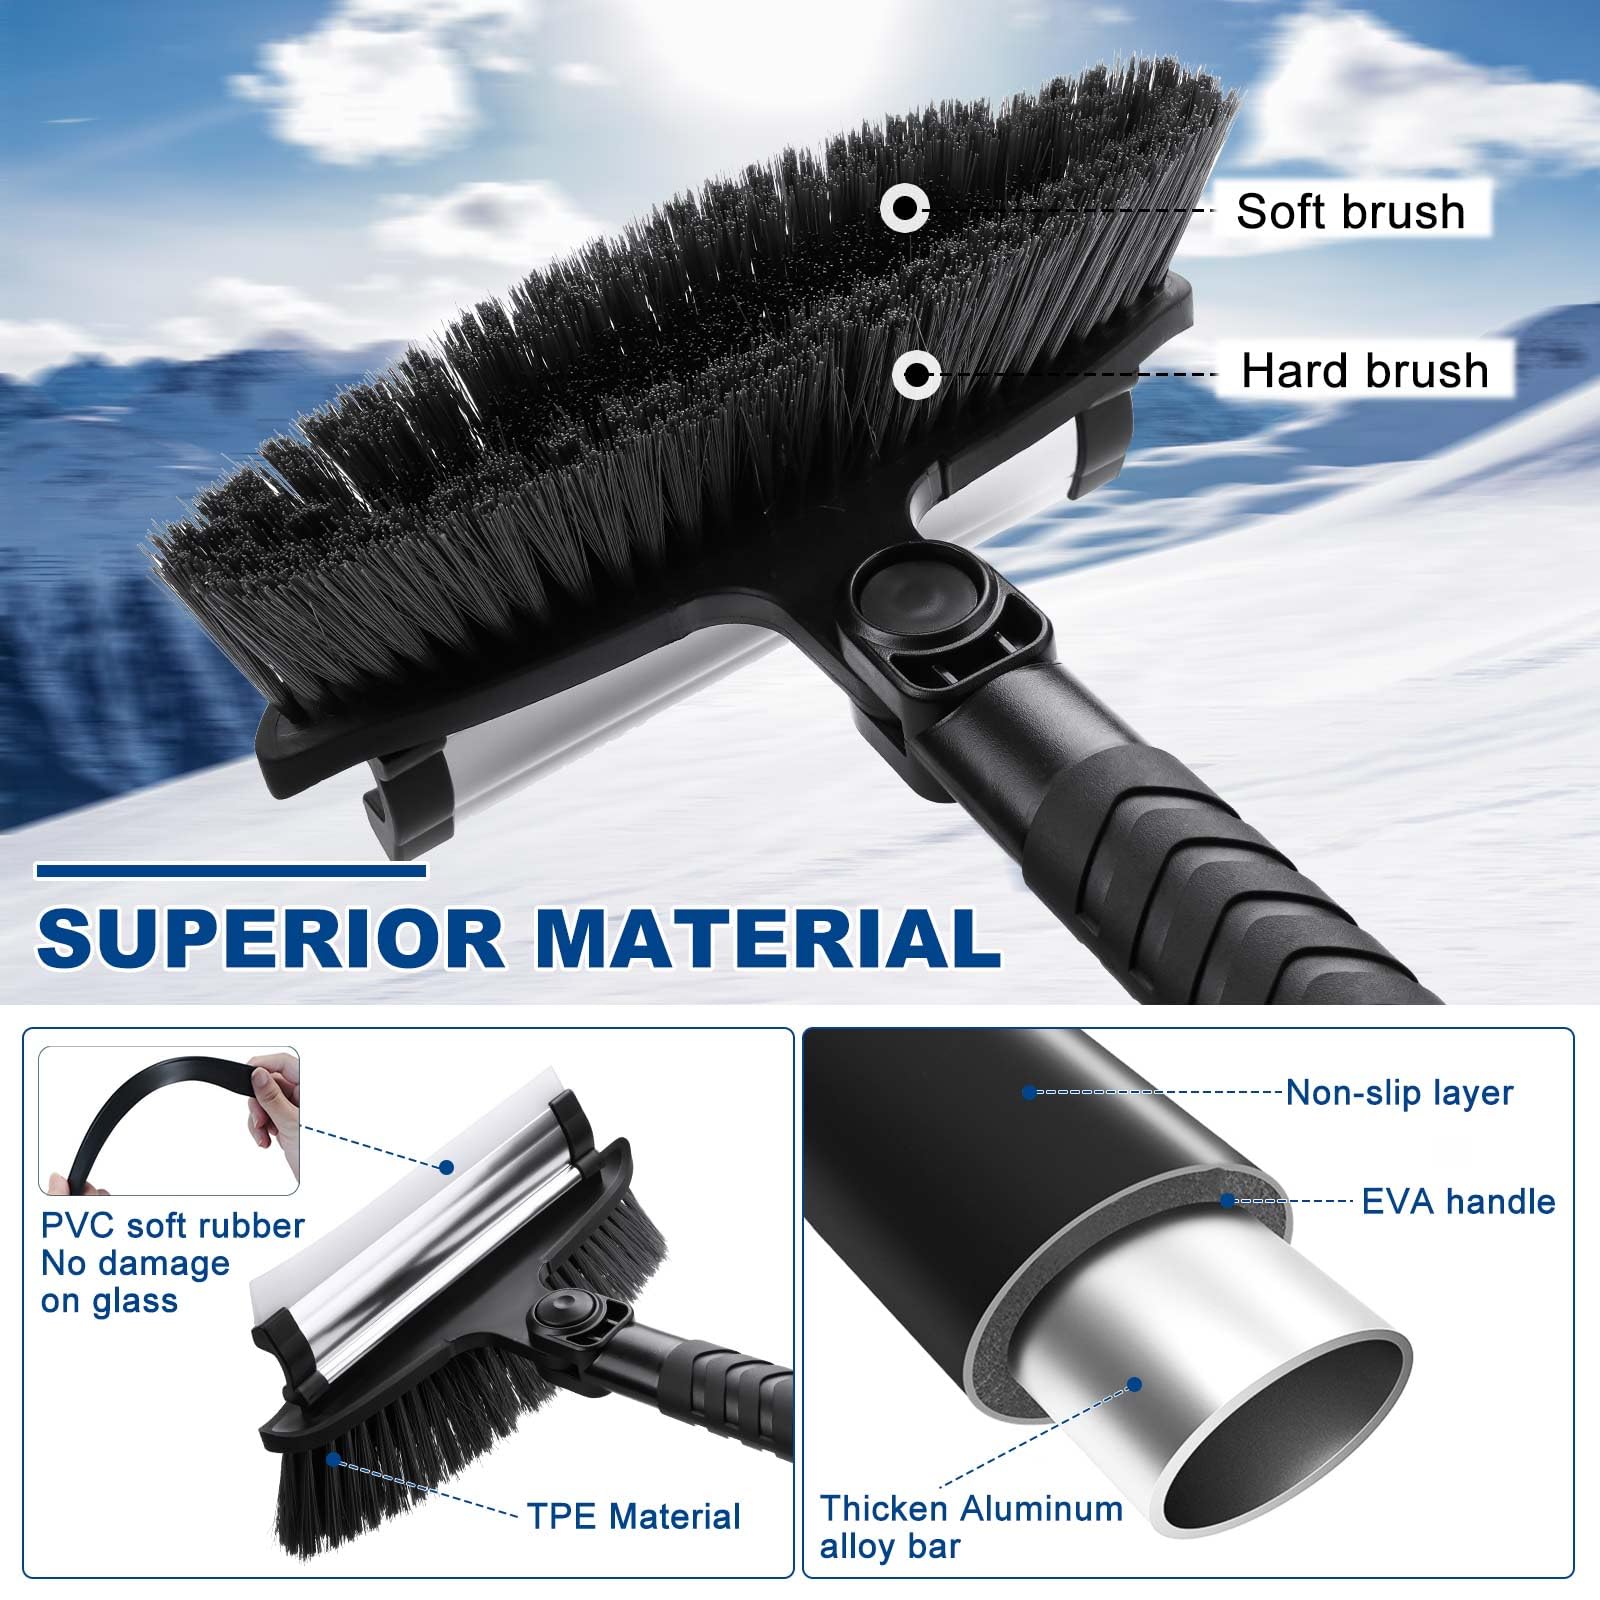 Soft brush
Hard brush
SUPERIOR MATERIAL
PVC soft rubber
No damage
on glass
TPE Material
Non-slip layer
EVA handle
Thicken Aluminum
alloy bar